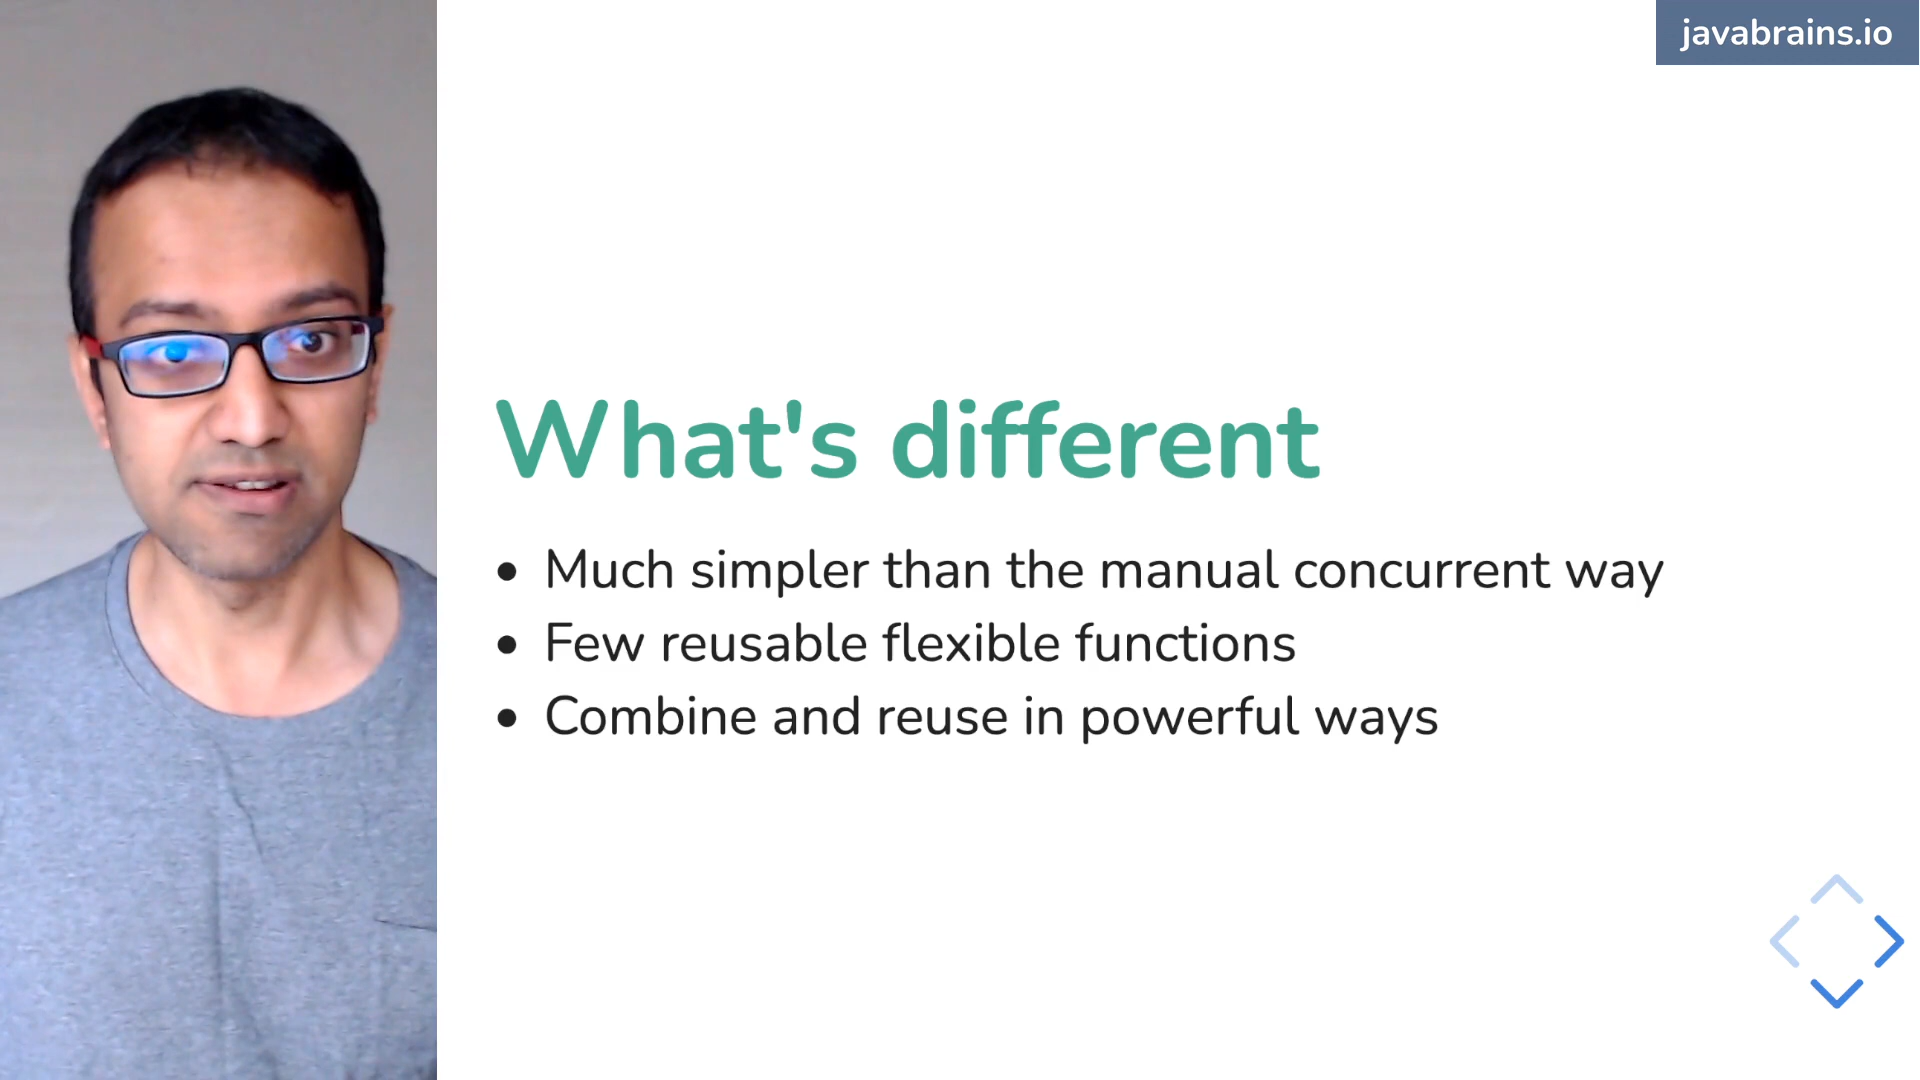 javabrains.io
What's different
Much simpler than the manual concurrent way
Few reusable flexible functions
Combine and reuse in powerful ways